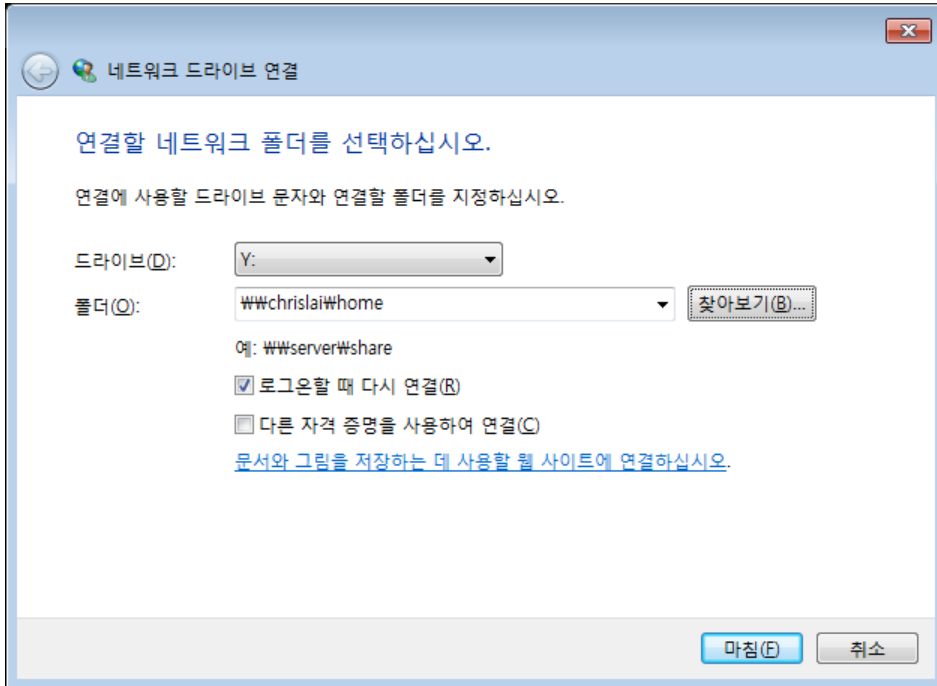 네트워크 드라이브 연결
연결할 네트워크 폴더를 선택하십시오.
연결에 사용할 드라이브 문자와 연결할 폴더를 지정하십시오.
드라이브(D): Y:
폴더(O): ₩₩chrislai₩home 찾아보기(B)...
예: ₩₩server₩share
로그온할 때 다시 연결(R)
다른 자격 증명을 사용하여 연결(C)
문서와 그림을 저장하는 데 사용할 웹 사이트에 연결하십시오.
마침(F) 취소